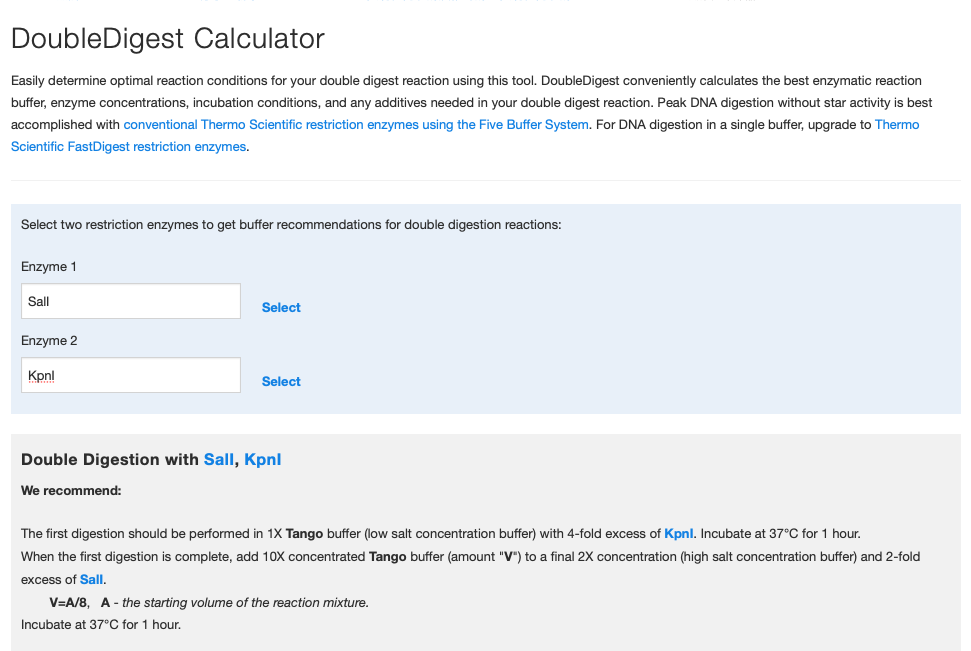 DoubleDigest Calculator
Easily determine optimal reaction conditions for your double digest reaction using this tool. DoubleDigest conveniently calculates the best enzymatic reaction
buffer, enzyme concentrations, incubation conditions, and any additives needed in your double digest reaction. Peak DNA digestion without star activity is best
accomplished with conventional Thermo Scientific restriction enzymes using the Five Buffer System. For DNA digestion in a single buffer, upgrade to Thermo
Scientific FastDigest restriction enzymes.
Select two restriction enzymes to get buffer recommendations for double digestion reactions:
Enzyme 1
SalI
Select
Enzyme 2
KpnI
Select
Double Digestion with SalI, KpnI
We recommend:
The first digestion should be performed in 1X Tango buffer (low salt concentration buffer) with 4-fold excess of KpnI. Incubate at 37°C for 1 hour.
When the first digestion is complete, add 10X concentrated Tango buffer (amount "V") to a final 2X concentration (high salt concentration buffer) and 2-fold
excess of SalI.
V=A/8, A - the starting volume of the reaction mixture.
Incubate at 37°C for 1 hour.